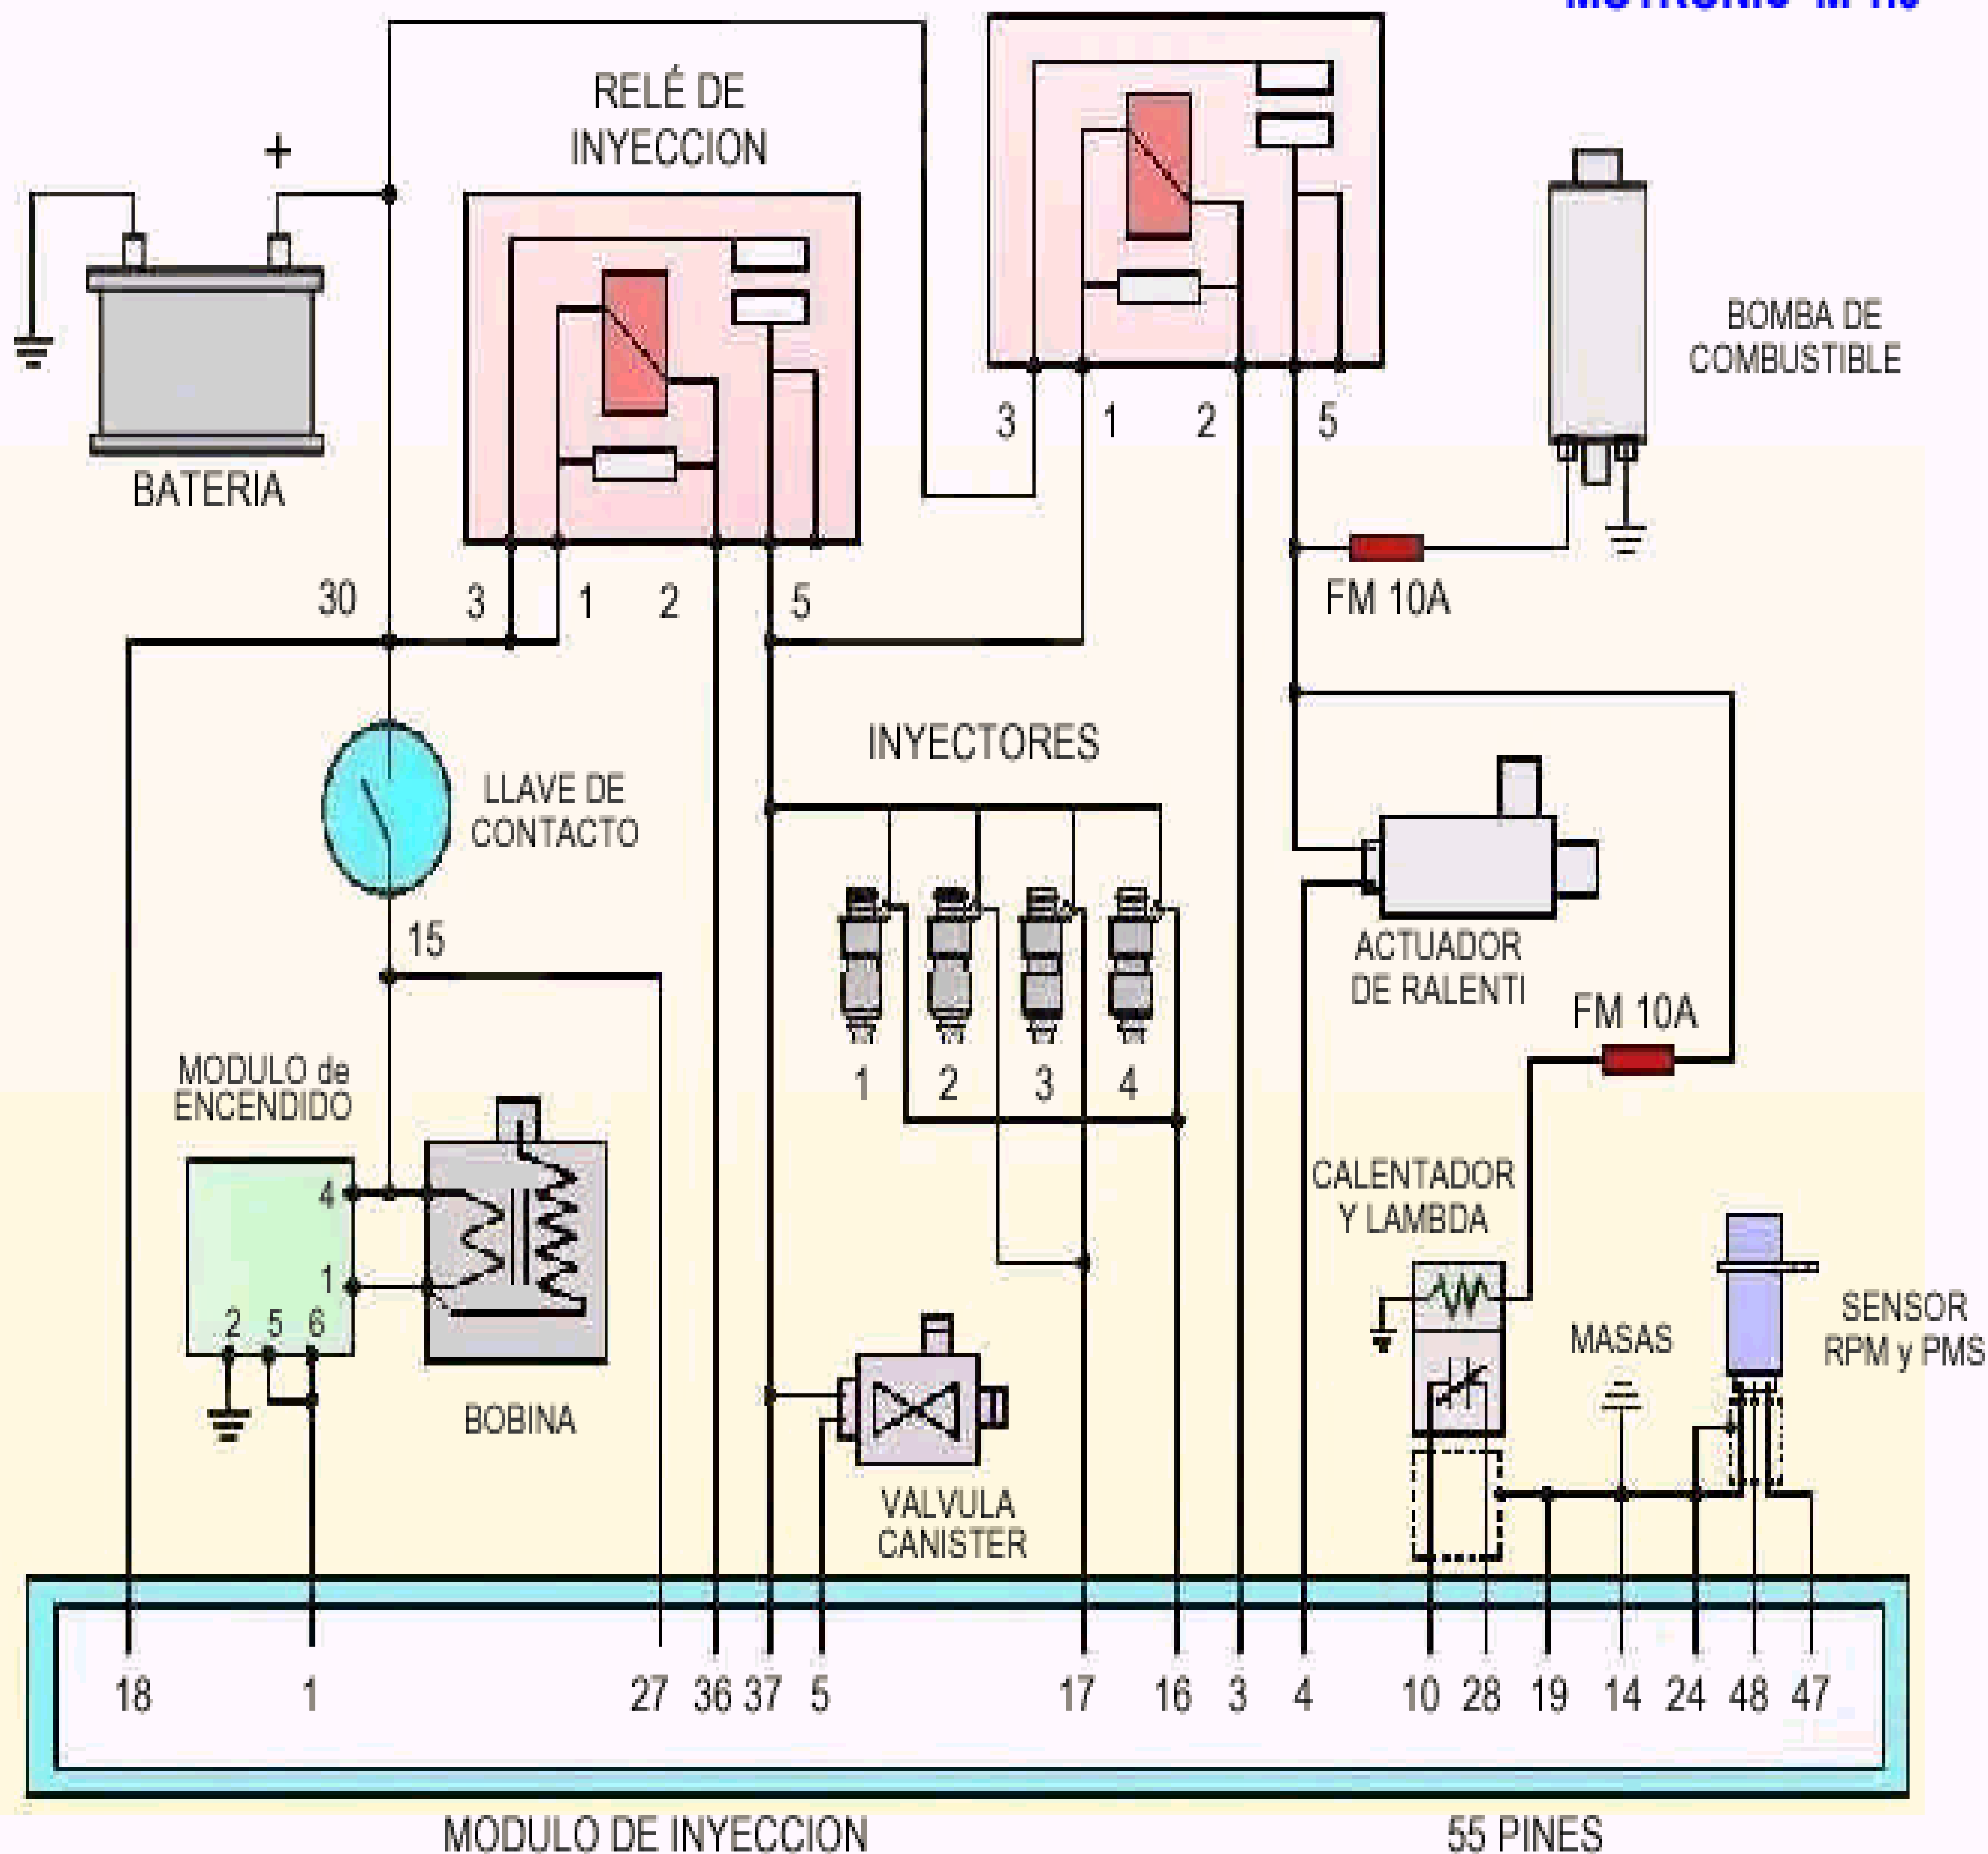 RELÉ DE
INYECCION
+
BATERIA
30
3
1
2
5
3
1
2
5
BOMBA DE
COMBUSTIBLE
FM 10A
LLAVE DE
CONTACTO
15
INYECTORES
1
2
3
4
ACTUADOR
DE RALENTI
FM 10A
MODULO de
ENCENDIDO
4
1
2
5
6
BOBINA
VALVULA
CANISTER
CALENTADOR
Y LAMBDA
MASAS
SENSOR
RPM y PMS
18
1
27
36
37
5
17
16
3
4
10
28
19
14
24
48
47
MODULO DE INYECCION
55 PINES